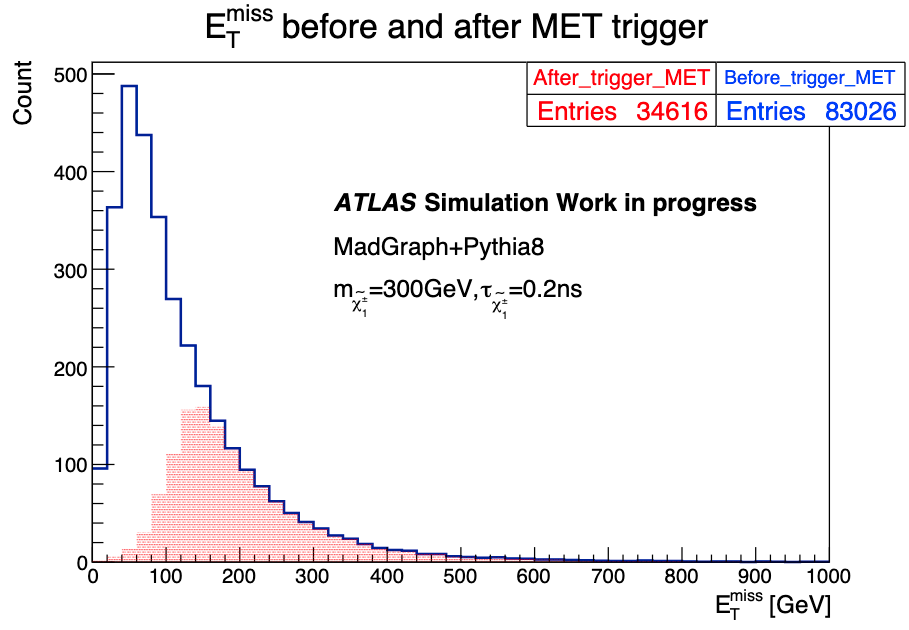 E_T^miss before and after MET trigger
Count
After_trigger_MET Before_trigger_MET
Entries 34616 Entries 83026
500
400
300
200
100
0
ATLAS Simulation Work in progress
MadGraph+Pythia8
m_χ̃₁^±=300GeV,τ_χ̃₁^±=0.2ns
0 100 200 300 400 500 600 700 800 900 1000
E_T^miss [GeV]